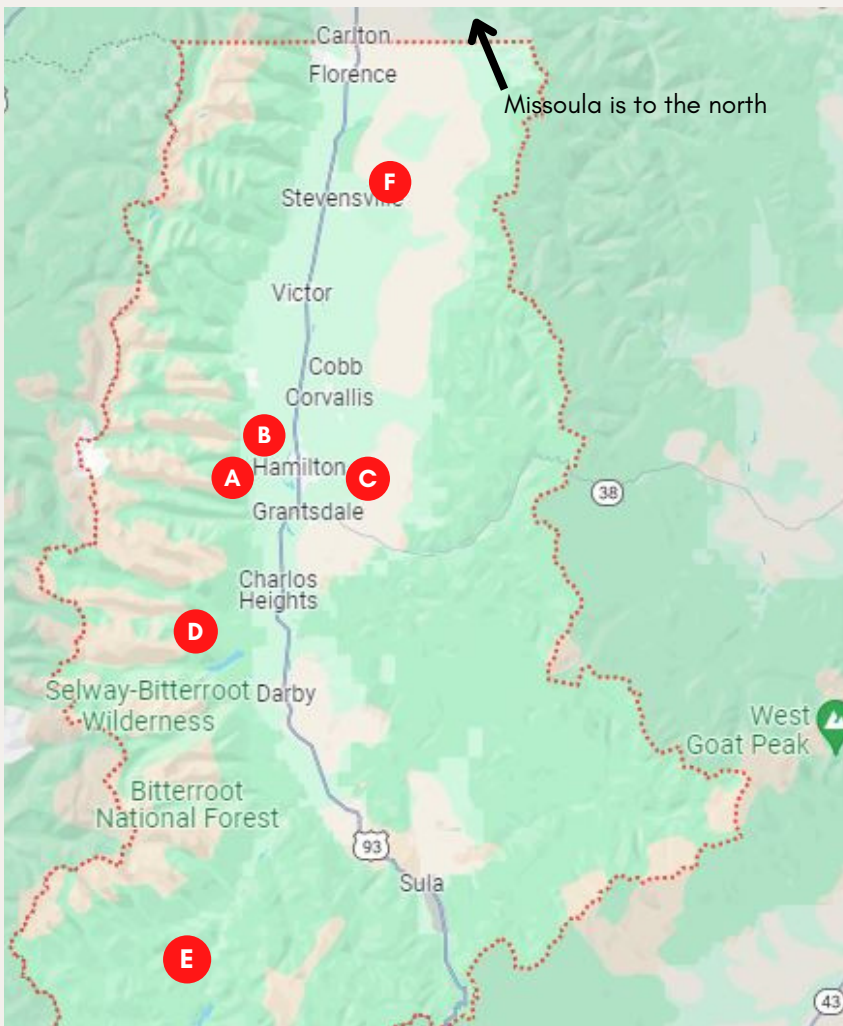 Carlton
Florence
Missoula is to the north
F
Stevensville
Victor
Cobb
Corvallis
B
A
Hamilton
C
38
Grantsdale
Charlos
Heights
D
Selway-Bitterroot
Wilderness
Darby
West
Goat Peak
Bitterroot
National Forest
93
Sula
E
43